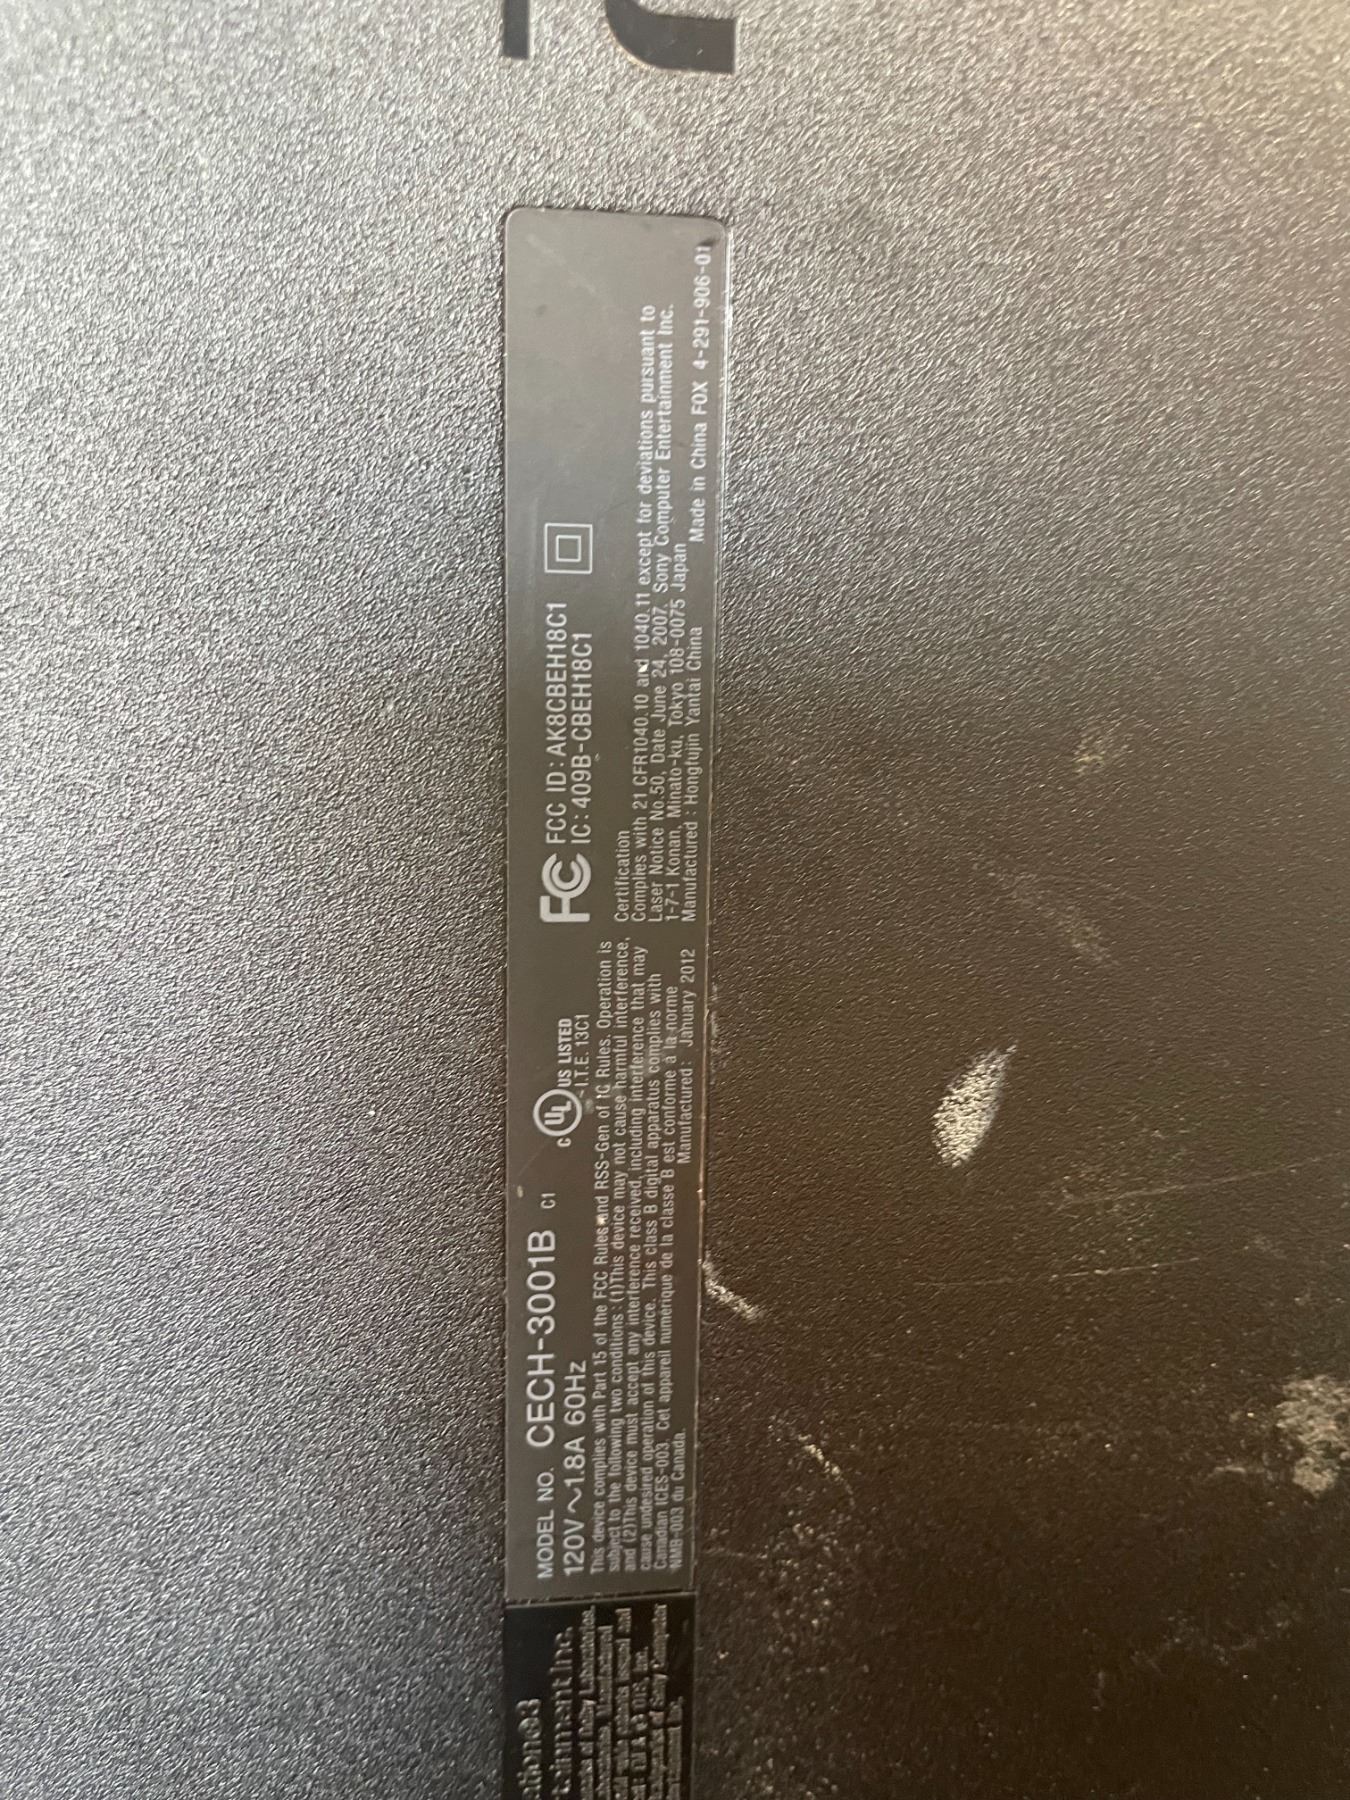 MODEL NO. CECH-3001B C1
120V～1.8A 60Hz
c UL US LISTED
I.T.E. 13C1
This device complies with Part 15 of the FCC Rules and RSS-Gen of IC Rules. Operation is
subject to the following two conditions : (1)This device may not cause harmful interference,
and (2)This device must accept any interference received, including interference that may
cause undesired operation of this device. This class B digital apparatus complies with
Canadian ICES-003. Cet appareil numérique de la classe B est conforme à la norme
NMB-003 du Canada.
Manufactured : January 2012
FC FCC ID : AK8CBEH18C1
IC : 409B-CBEH18C1
Certification
Complies with 21 CFR1040.10 and 1040.11 except for deviations pursuant to
Laser Notice No.50, Date June 24, 2007, Sony Computer Entertainment Inc.
1-7-1 Konan, Minato-ku, Tokyo 108-0075 Japan
Manufactured : Hongfujin Yantai China
Made in China FOX 4-291-906-01
Inc.
Sony Computer